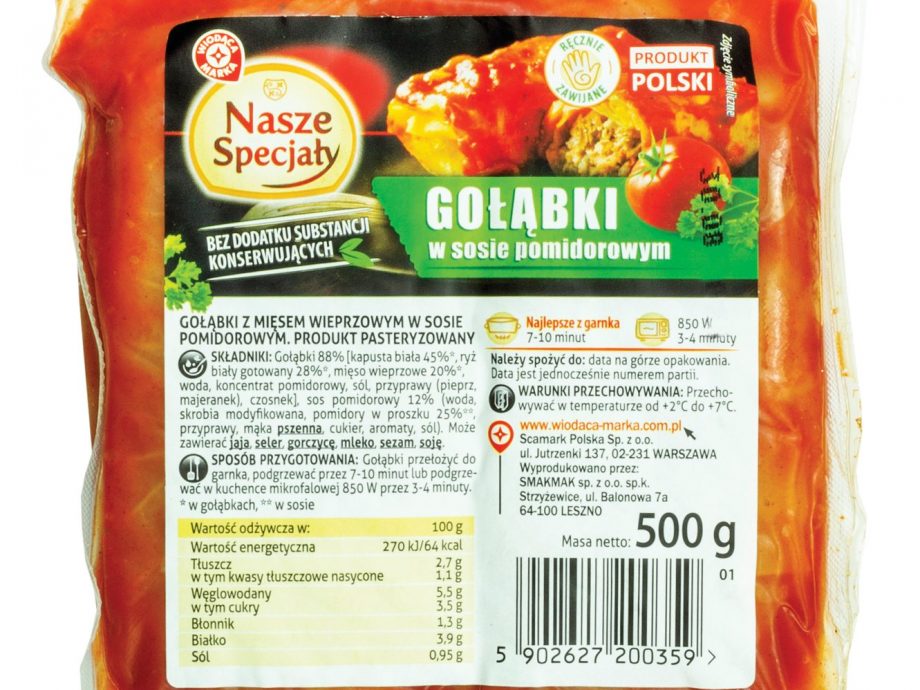 WIODĄCA
MARKA
Nasze
Specjały
RĘCZNIE
ZAWIJANE
PRODUKT
POLSKI
Zdjęcie symboliczne
BEZ DODATKU SUBSTANCJI
KONSERWUJĄCYCH
GOŁĄBKI
w sosie pomidorowym
GOŁĄBKI Z MIĘSEM WIEPRZOWYM W SOSIE
POMIDOROWYM. PRODUKT PASTERYZOWANY
SKŁADNIKI: Gołąbki 88% [kapusta biała 45%*, ryż
biały gotowany 28%*, mięso wieprzowe 20%*,
woda, koncentrat pomidorowy, sól, przyprawy (pieprz,
majeranek), czosnek], sos pomidorowy 12% (woda,
skrobia modyfikowana, pomidory w proszku 25%**,
przyprawy, mąka pszenna, cukier, aromaty, sól). Może
zawierać jaja, seler, gorczycę, mleko, sezam, soję.
SPOSÓB PRZYGOTOWANIA: Gołąbki przełożyć do
garnka, podgrzewać przez 7-10 minut lub podgrze-
wać w kuchence mikrofalowej 850 W przez 3-4 minuty.
* w gołąbkach, ** w sosie
Wartość odżywcza w: 100 g
Wartość energetyczna 270 kJ/64 kcal
Tłuszcz 2,7 g
w tym kwasy tłuszczowe nasycone 1,1 g
Węglowodany 5,5 g
w tym cukry 3,5 g
Błonnik 1,3 g
Białko 3,9 g
Sól 0,95 g
Najlepsze z garnka
7-10 minut
850 W
3-4 minuty
Należy spożyć do: data na górze opakowania.
Data jest jednocześnie numerem partii.
WARUNKI PRZECHOWYWANIA: Przecho-
wywać w temperaturze od +2°C do +7°C.
www.wiodaca-marka.com.pl
Scamark Polska Sp. z o.o.
ul. Jutrzenki 137, 02-231 WARSZAWA
Wyprodukowano przez:
SMAKMAK sp. z o.o. sp.k.
Strzyżewice, ul. Balonowa 7a
64-100 LESZNO
Masa netto: 500 g
01
5 902627 200359 >